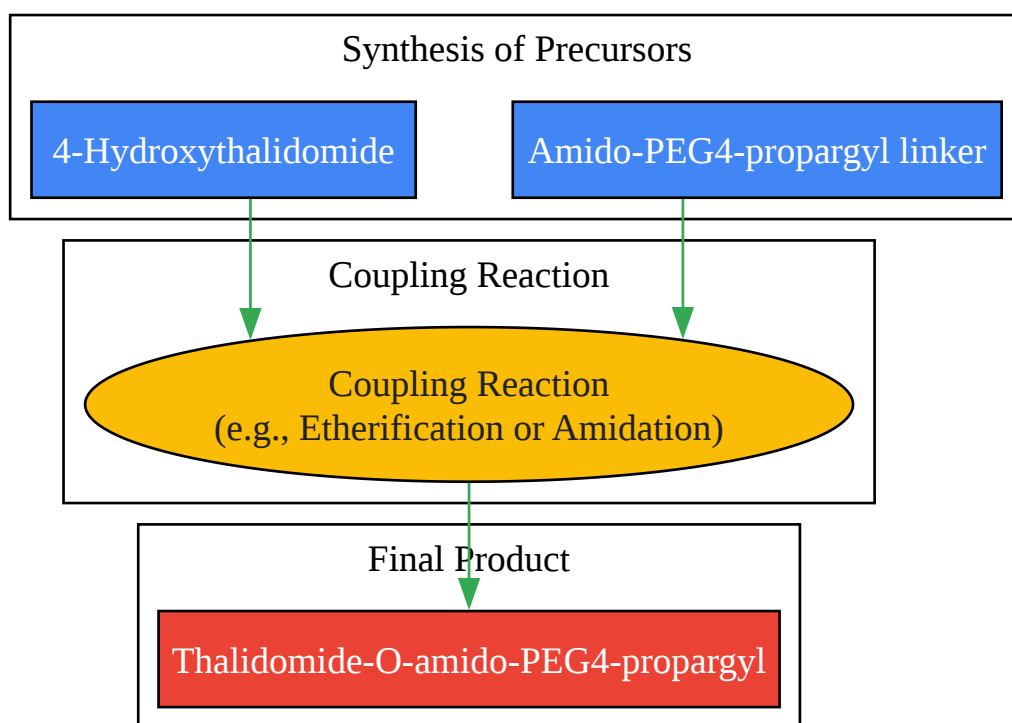 Synthesis of Precursors
4-Hydroxythalidomide
Amido-PEG4-propargyl linker
Coupling Reaction
Coupling Reaction
(e.g., Etherification or Amidation)
Final Product
Thalidomide-O-amido-PEG4-propargyl